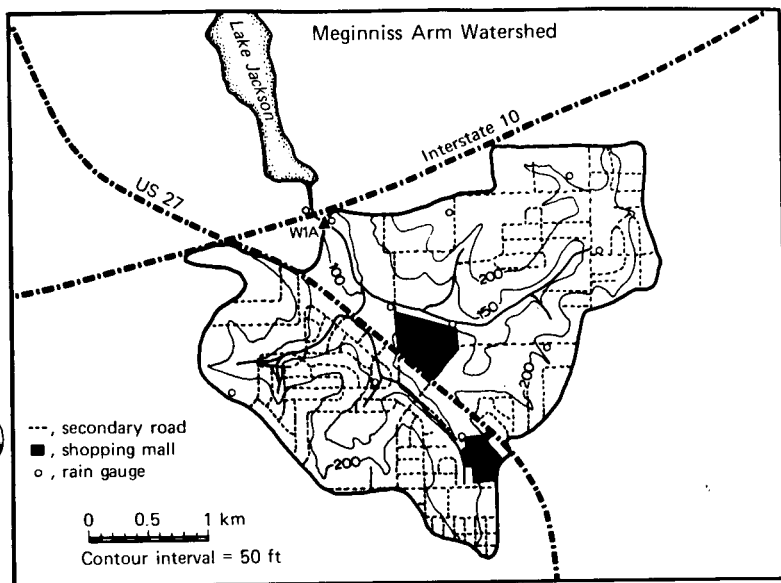 Meginniss Arm Watershed
Lake Jackson
Interstate 10
US 27
W1A
100
200
150
200
200
---, secondary road
■, shopping mall
○, rain gauge
0 0.5 1 km
Contour interval = 50 ft